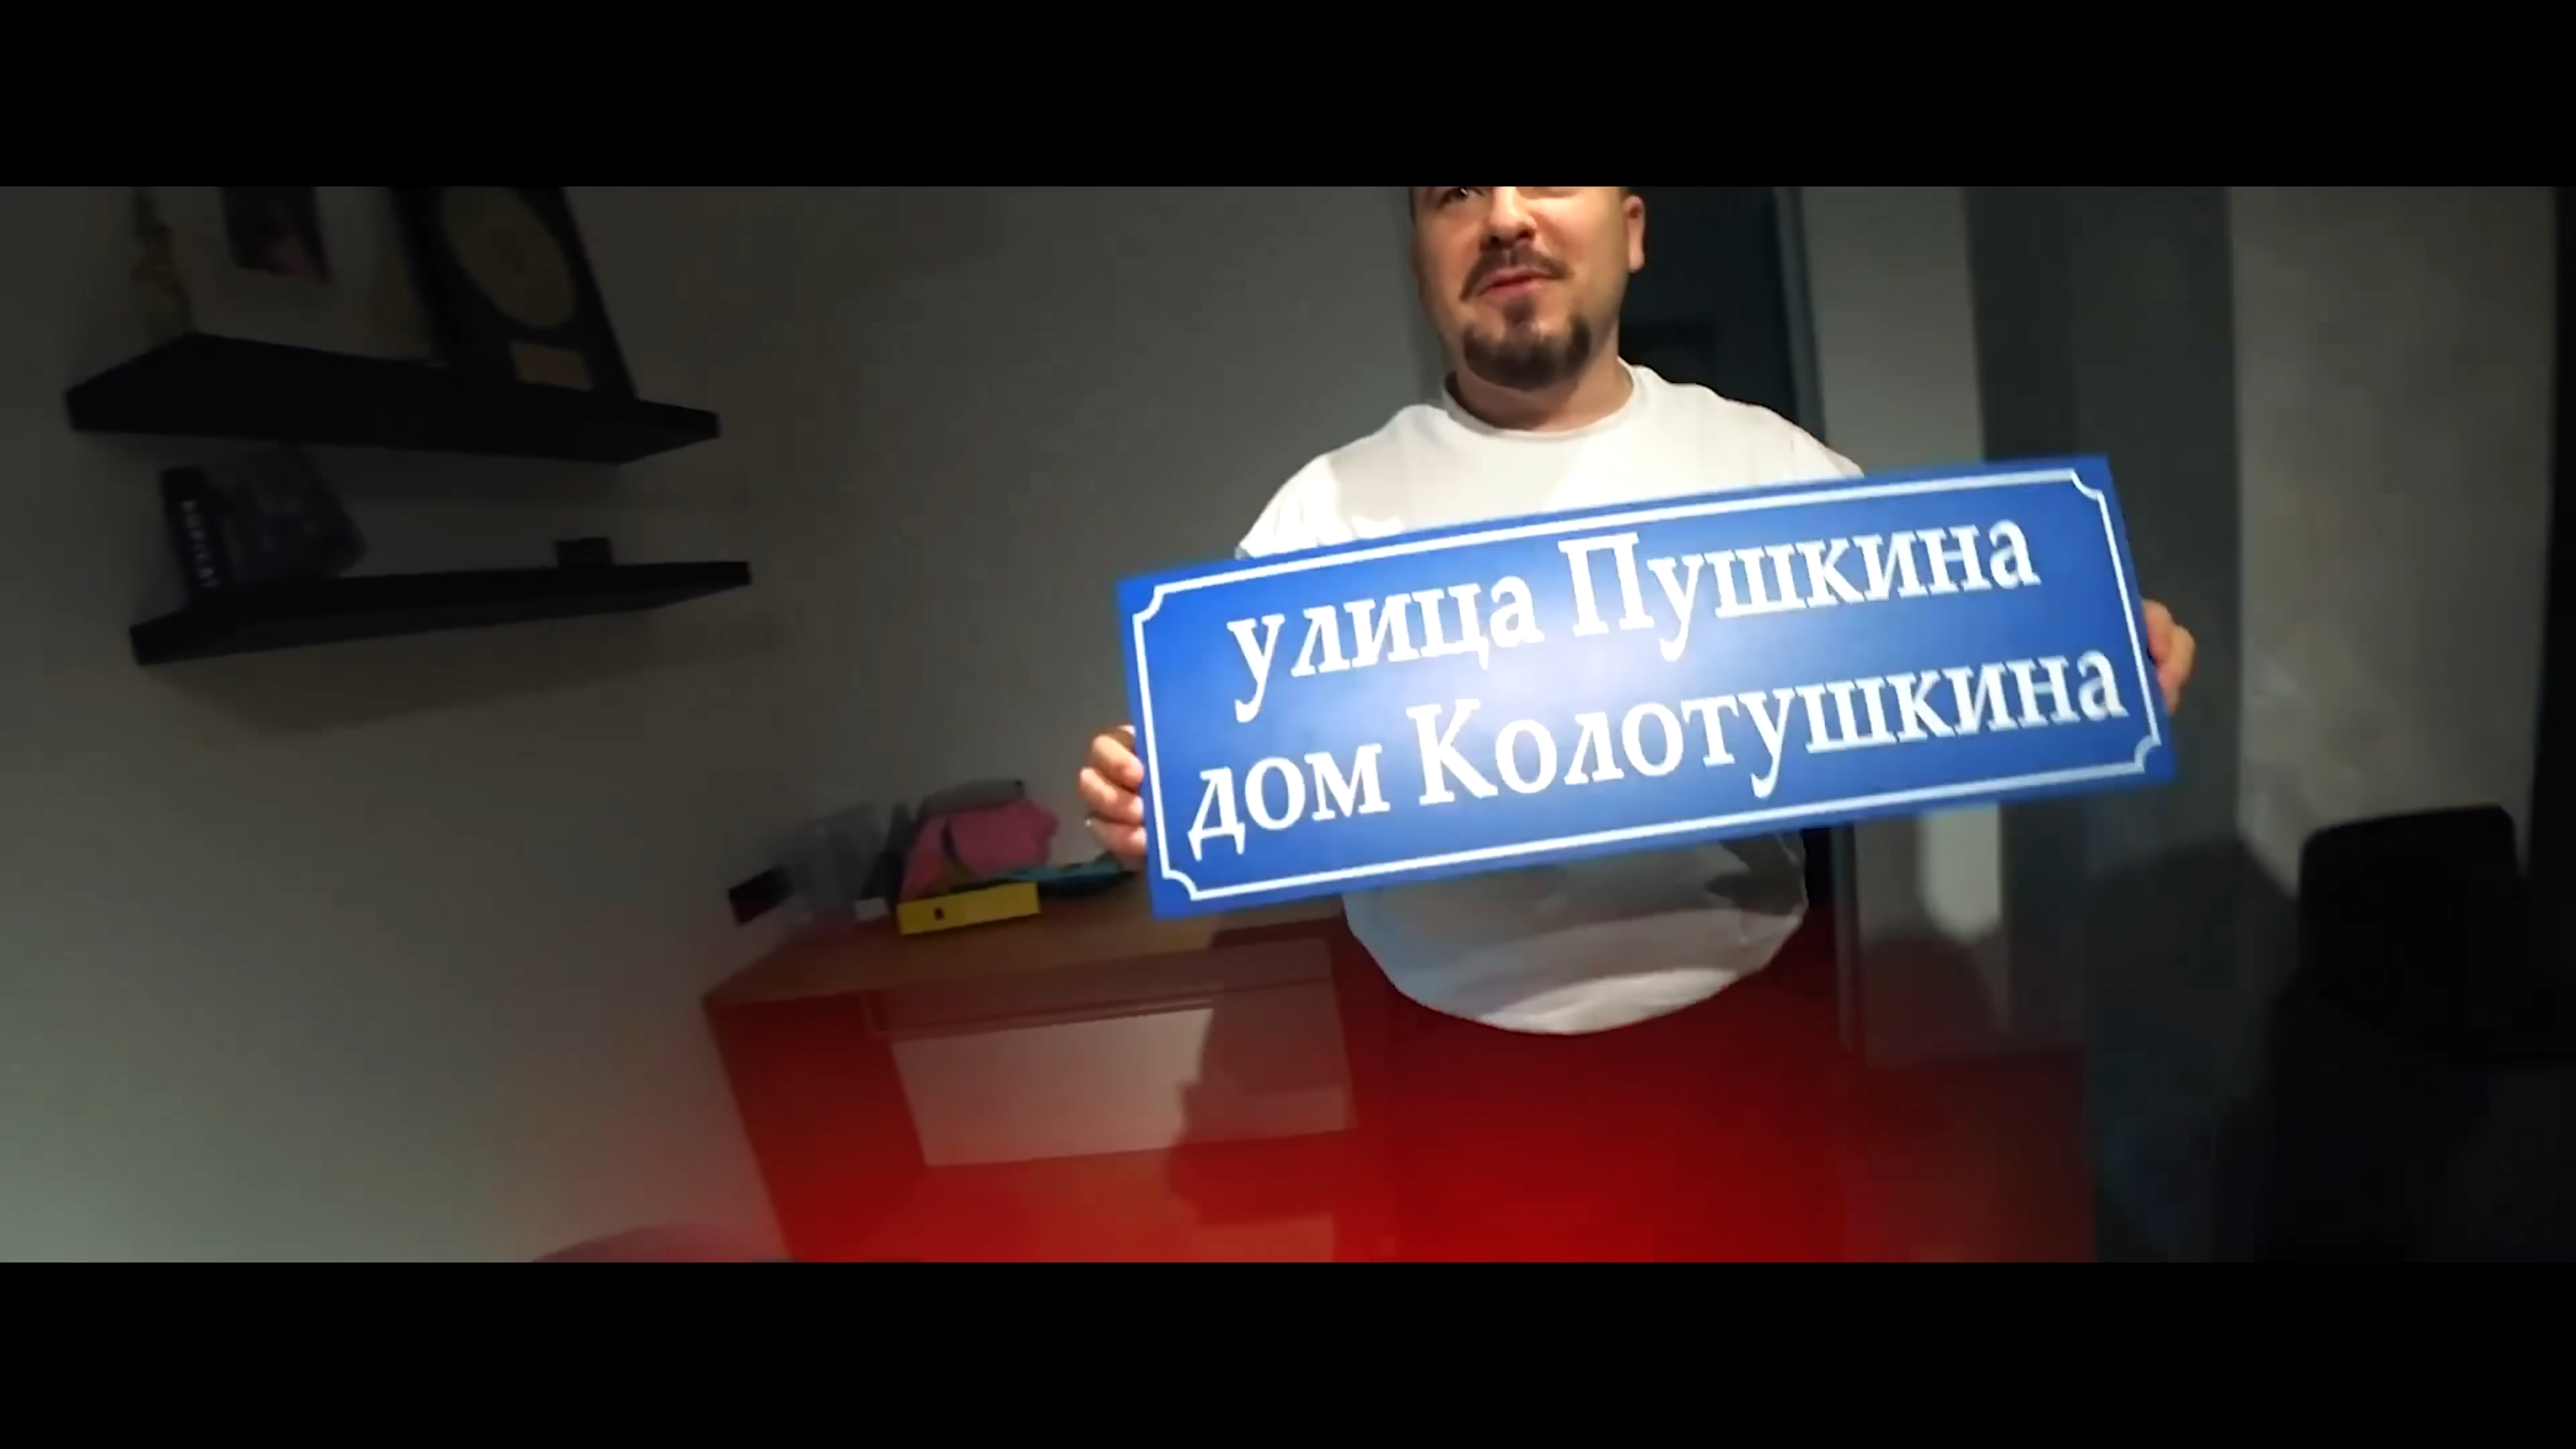 улица Пушкина
дом Колотушкина